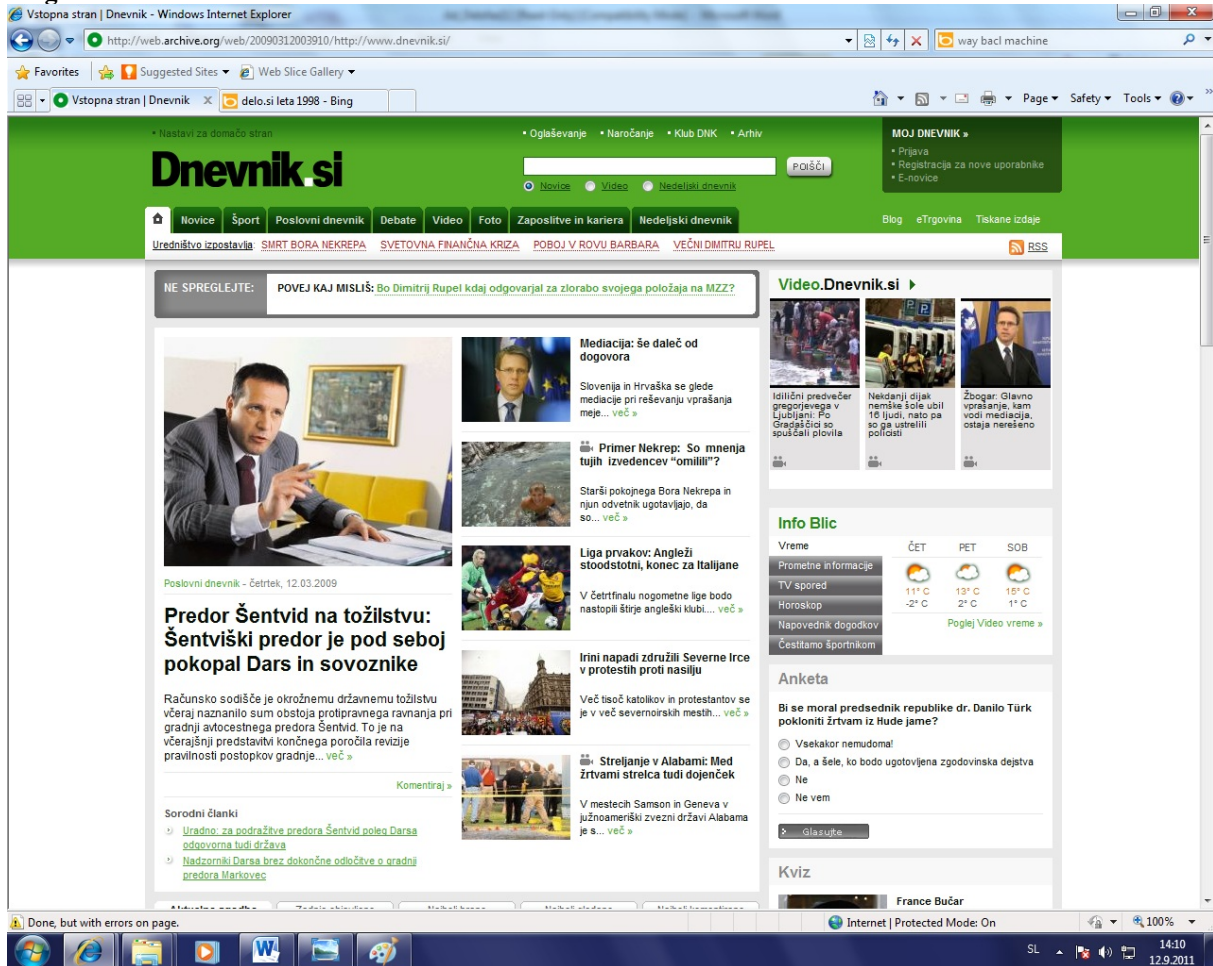 Vstopna stran | Dnevnik - Windows Internet Explorer
http://web.archive.org/web/20090312003910/http://www.dnevnik.si/
way bacl machine
Favorites
Suggested Sites
Web Slice Gallery
Vstopna stran | Dnevnik
delo.si leta 1998 - Bing
Page
Safety
Tools
• Nastavi za domačo stran
• Oglaševanje • Naročanje • Klub DNK • Arhiv
MOJ DNEVNIK »
• Prijava
• Registracija za nove uporabnike
• E-novice
Dnevnik.si
POIŠČI
Novice Video Nedeljski dnevnik
Novice Šport Poslovni dnevnik Debate Video Foto Zaposlitve in kariera Nedeljski dnevnik
Blog eTrgovina Tiskane izdaje
Uredništvo izpostavlja: SMRT BORA NEKREPA SVETOVNA FINANČNA KRIZA POBOJ V ROVU BARBARA VEČNI DIMITRIJ RUPEL
RSS
NE SPREGLEJTE:
POVEJ KAJ MISLIŠ: Bo Dimitrij Rupel kdaj odgovarjal za zlorabo svojega položaja na MZZ?
Poslovni dnevnik - četrtek, 12.03.2009
Predor Šentvid na tožilstvu:
Šentviški predor je pod seboj
pokopal Dars in sovoznike
Računsko sodišče je okrožnemu državnemu tožilstvu
včeraj naznanilo sum obstoja protipravnega ravnanja pri
gradnji avtocestnega predora Šentvid. To je na
včerajšnji predstavitvi končnega poročila revizije
pravilnosti postopkov gradnje... več »
Komentiraj »
Sorodni članki
Uradno: za podražitve predora Šentvid poleg Darsa
odgovorna tudi država
Nadzorniki Darsa brez dokončne odločitve o gradnji
predora Markovec
Mediacija: še daleč od
dogovora
Slovenija in Hrvaška se glede
mediacije pri reševanju vprašanja
meje... več »
Primer Nekrep: So mnenja
tujih izvedencev “omilili”?
Starši pokojnega Bora Nekrepa in
njun odvetnik ugotavljajo, da
so... več »
Liga prvakov: Angleži
stoodstotni, konec za Italijane
V četrtfinalu nogometne lige bodo
nastopili štirje angleški klubi.... več »
Irini napadi združili Severne Irce
v protestih proti nasilju
Več tisoč katolikov in protestantov se
je v več severnoirskih mestih... več »
Streljanje v Alabami: Med
žrtvami strelca tudi dojenček
V mestecih Samson in Geneva v
južnoameriški zvezni državi Alabama
je s... več »
Video.Dnevnik.si
Idilični predvečer
gregorjevega v
Ljubljani: Po
Gradaščici so
spuščali plovila
Nekdanji dijak
nemške šole ubil
16 ljudi, nato pa
so ga ustrelili
policisti
Žbogar: Glavno
vprašanje, kam
vodi mediacija,
ostaja nerešeno
Info Blic
Vreme
Prometne informacije
TV spored
Horoskop
Napovednik dogodkov
Čestitamo športnikom
ČET PET SOB
11° C 13° C 15° C
-2° C 2° C 1° C
Poglej Video vreme »
Anketa
Bi se moral predsednik republike dr. Danilo Türk
pokloniti žrtvam iz Hude jame?
Vsekakor nemudoma!
Da, a šele, ko bodo ugotovljena zgodovinska dejstva
Ne
Ne vem
Glasujte
Kviz
France Bučar
Done, but with errors on page.
Internet | Protected Mode: On
100%
SL
14:10
12.9.2011